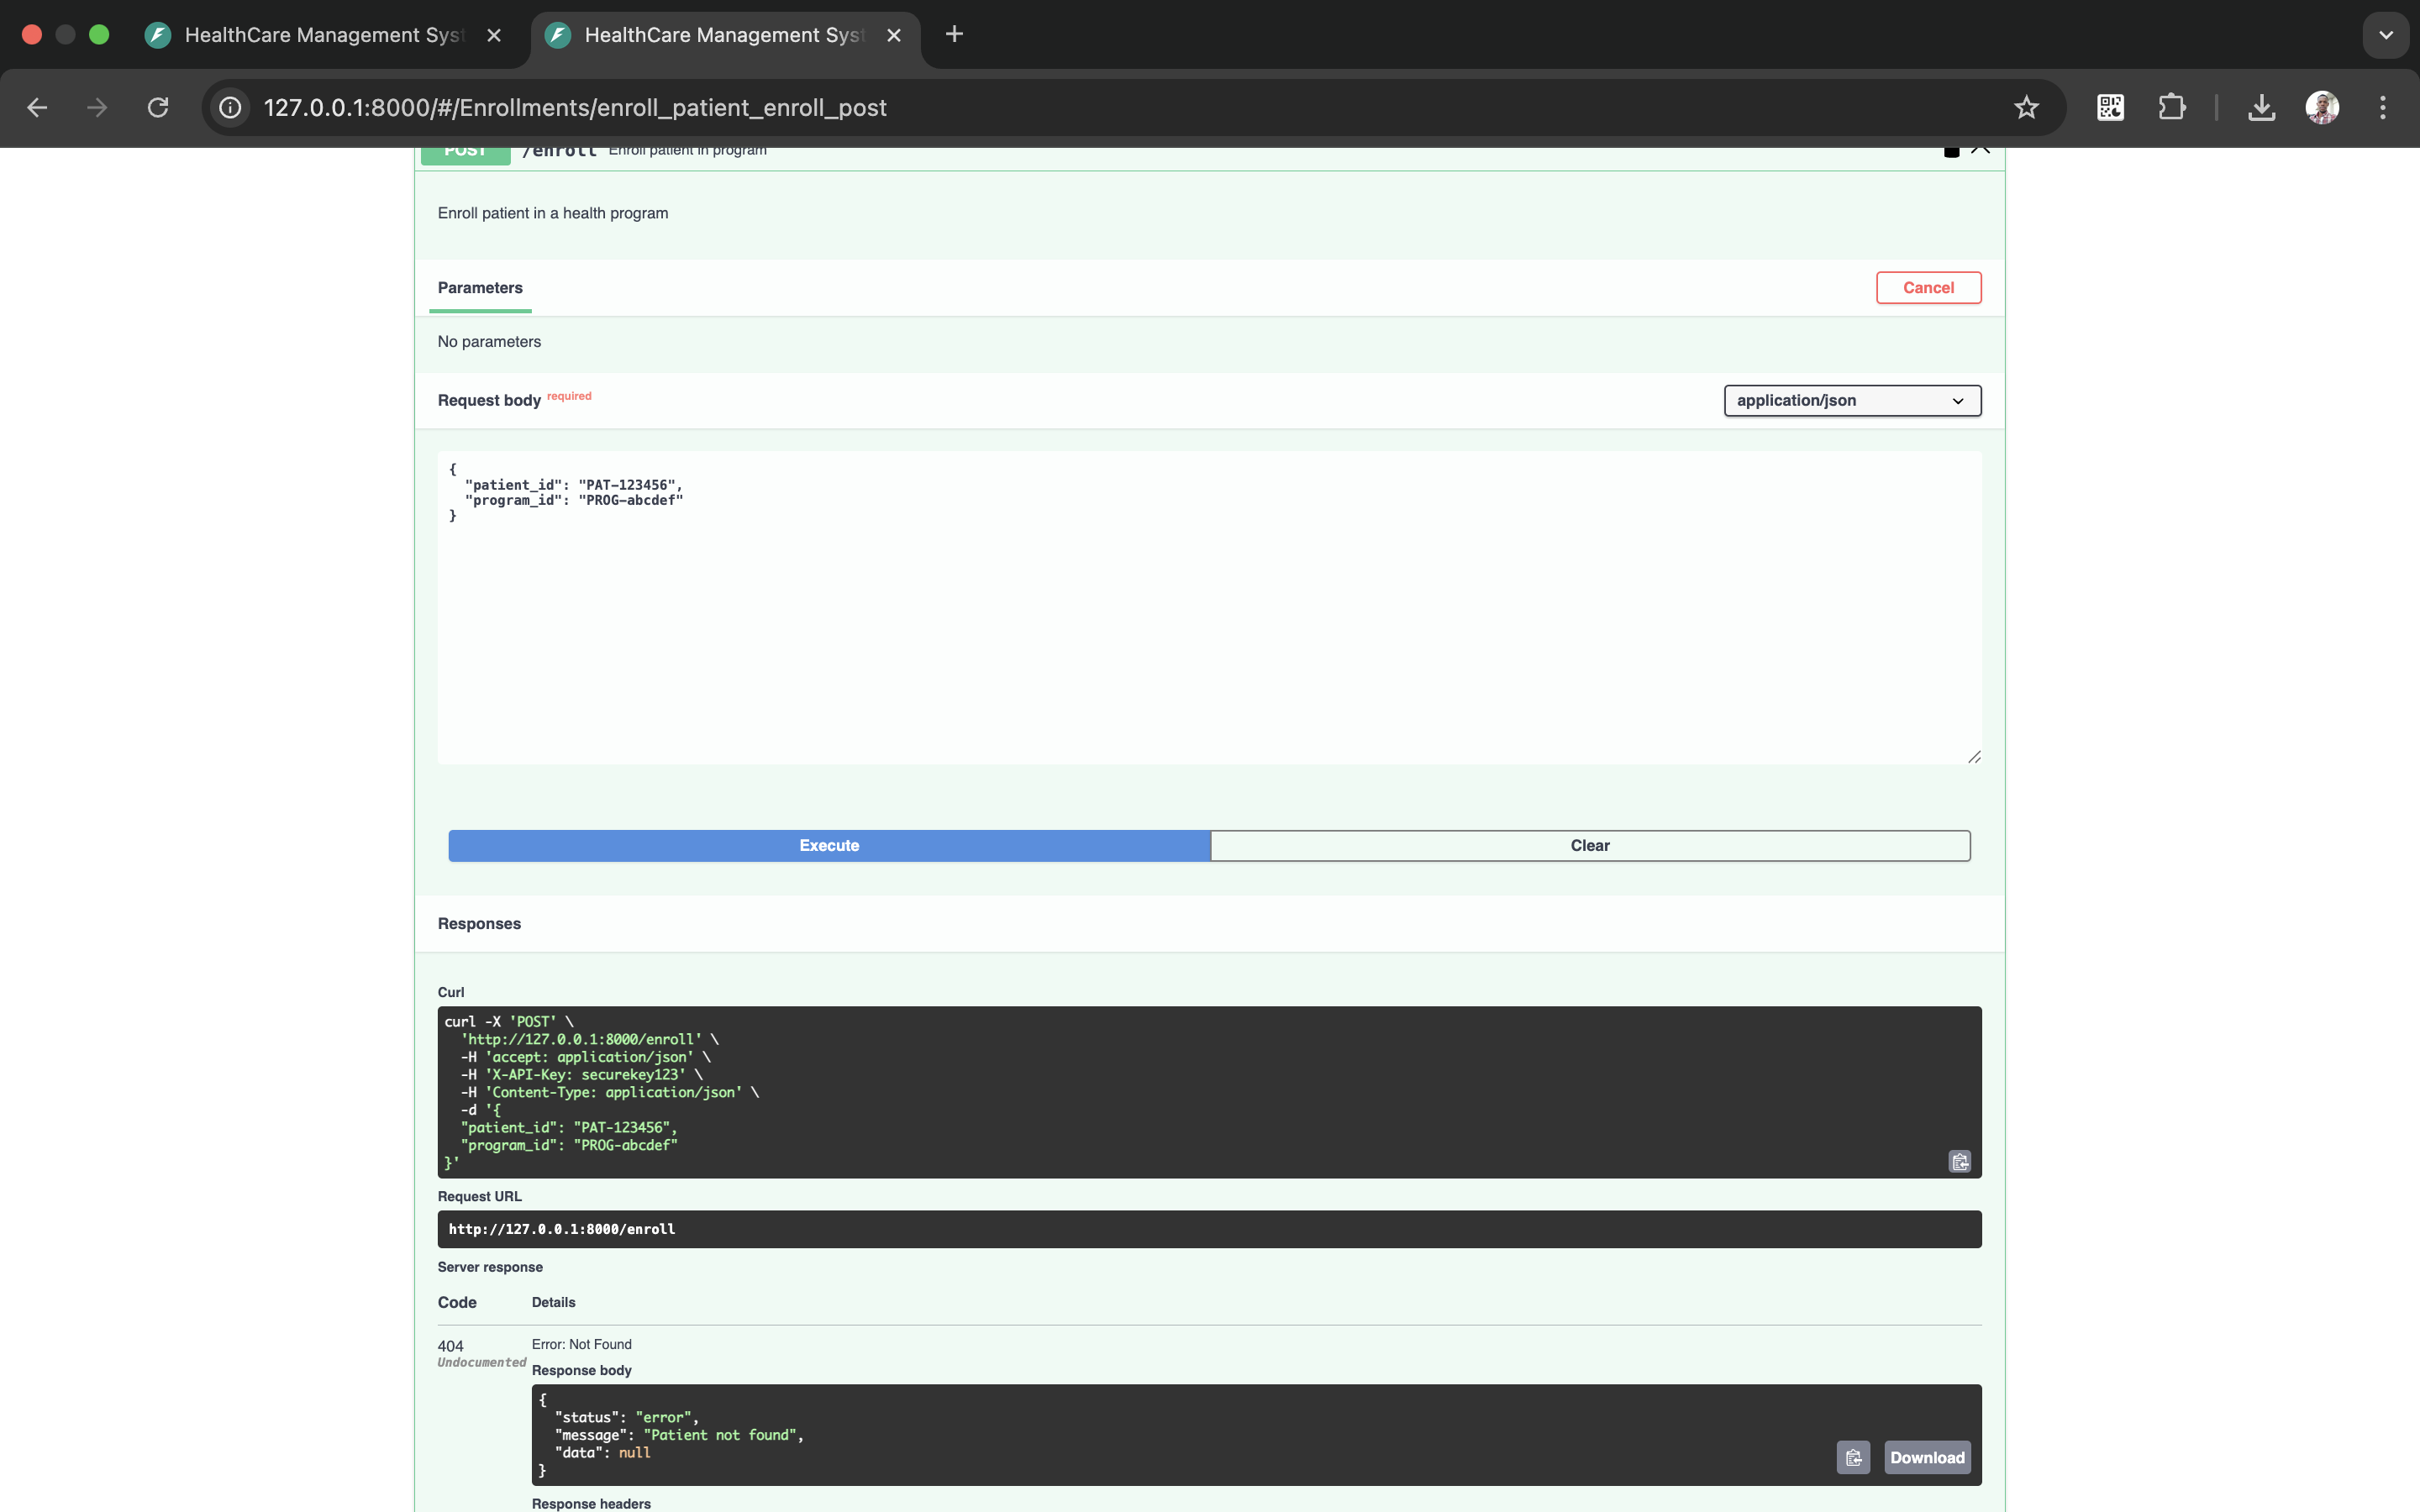 HealthCare Management Syst
HealthCare Management Syst
127.0.0.1:8000/#/Enrollments/enroll_patient_enroll_post
POST /enroll Enroll patient in program
Enroll patient in a health program
Parameters
Cancel
No parameters
Request body required
application/json
{
"patient_id": "PAT-123456",
"program_id": "PROG-abcdef"
}
Execute
Clear
Responses
Curl
curl -X 'POST' \
'http://127.0.0.1:8000/enroll' \
-H 'accept: application/json' \
-H 'X-API-Key: securekey123' \
-H 'Content-Type: application/json' \
-d '{
"patient_id": "PAT-123456",
"program_id": "PROG-abcdef"
}'
Request URL
http://127.0.0.1:8000/enroll
Server response
Code Details
404 Error: Not Found
Undocumented
Response body
{
"status": "error",
"message": "Patient not found",
"data": null
}
Download
Response headers